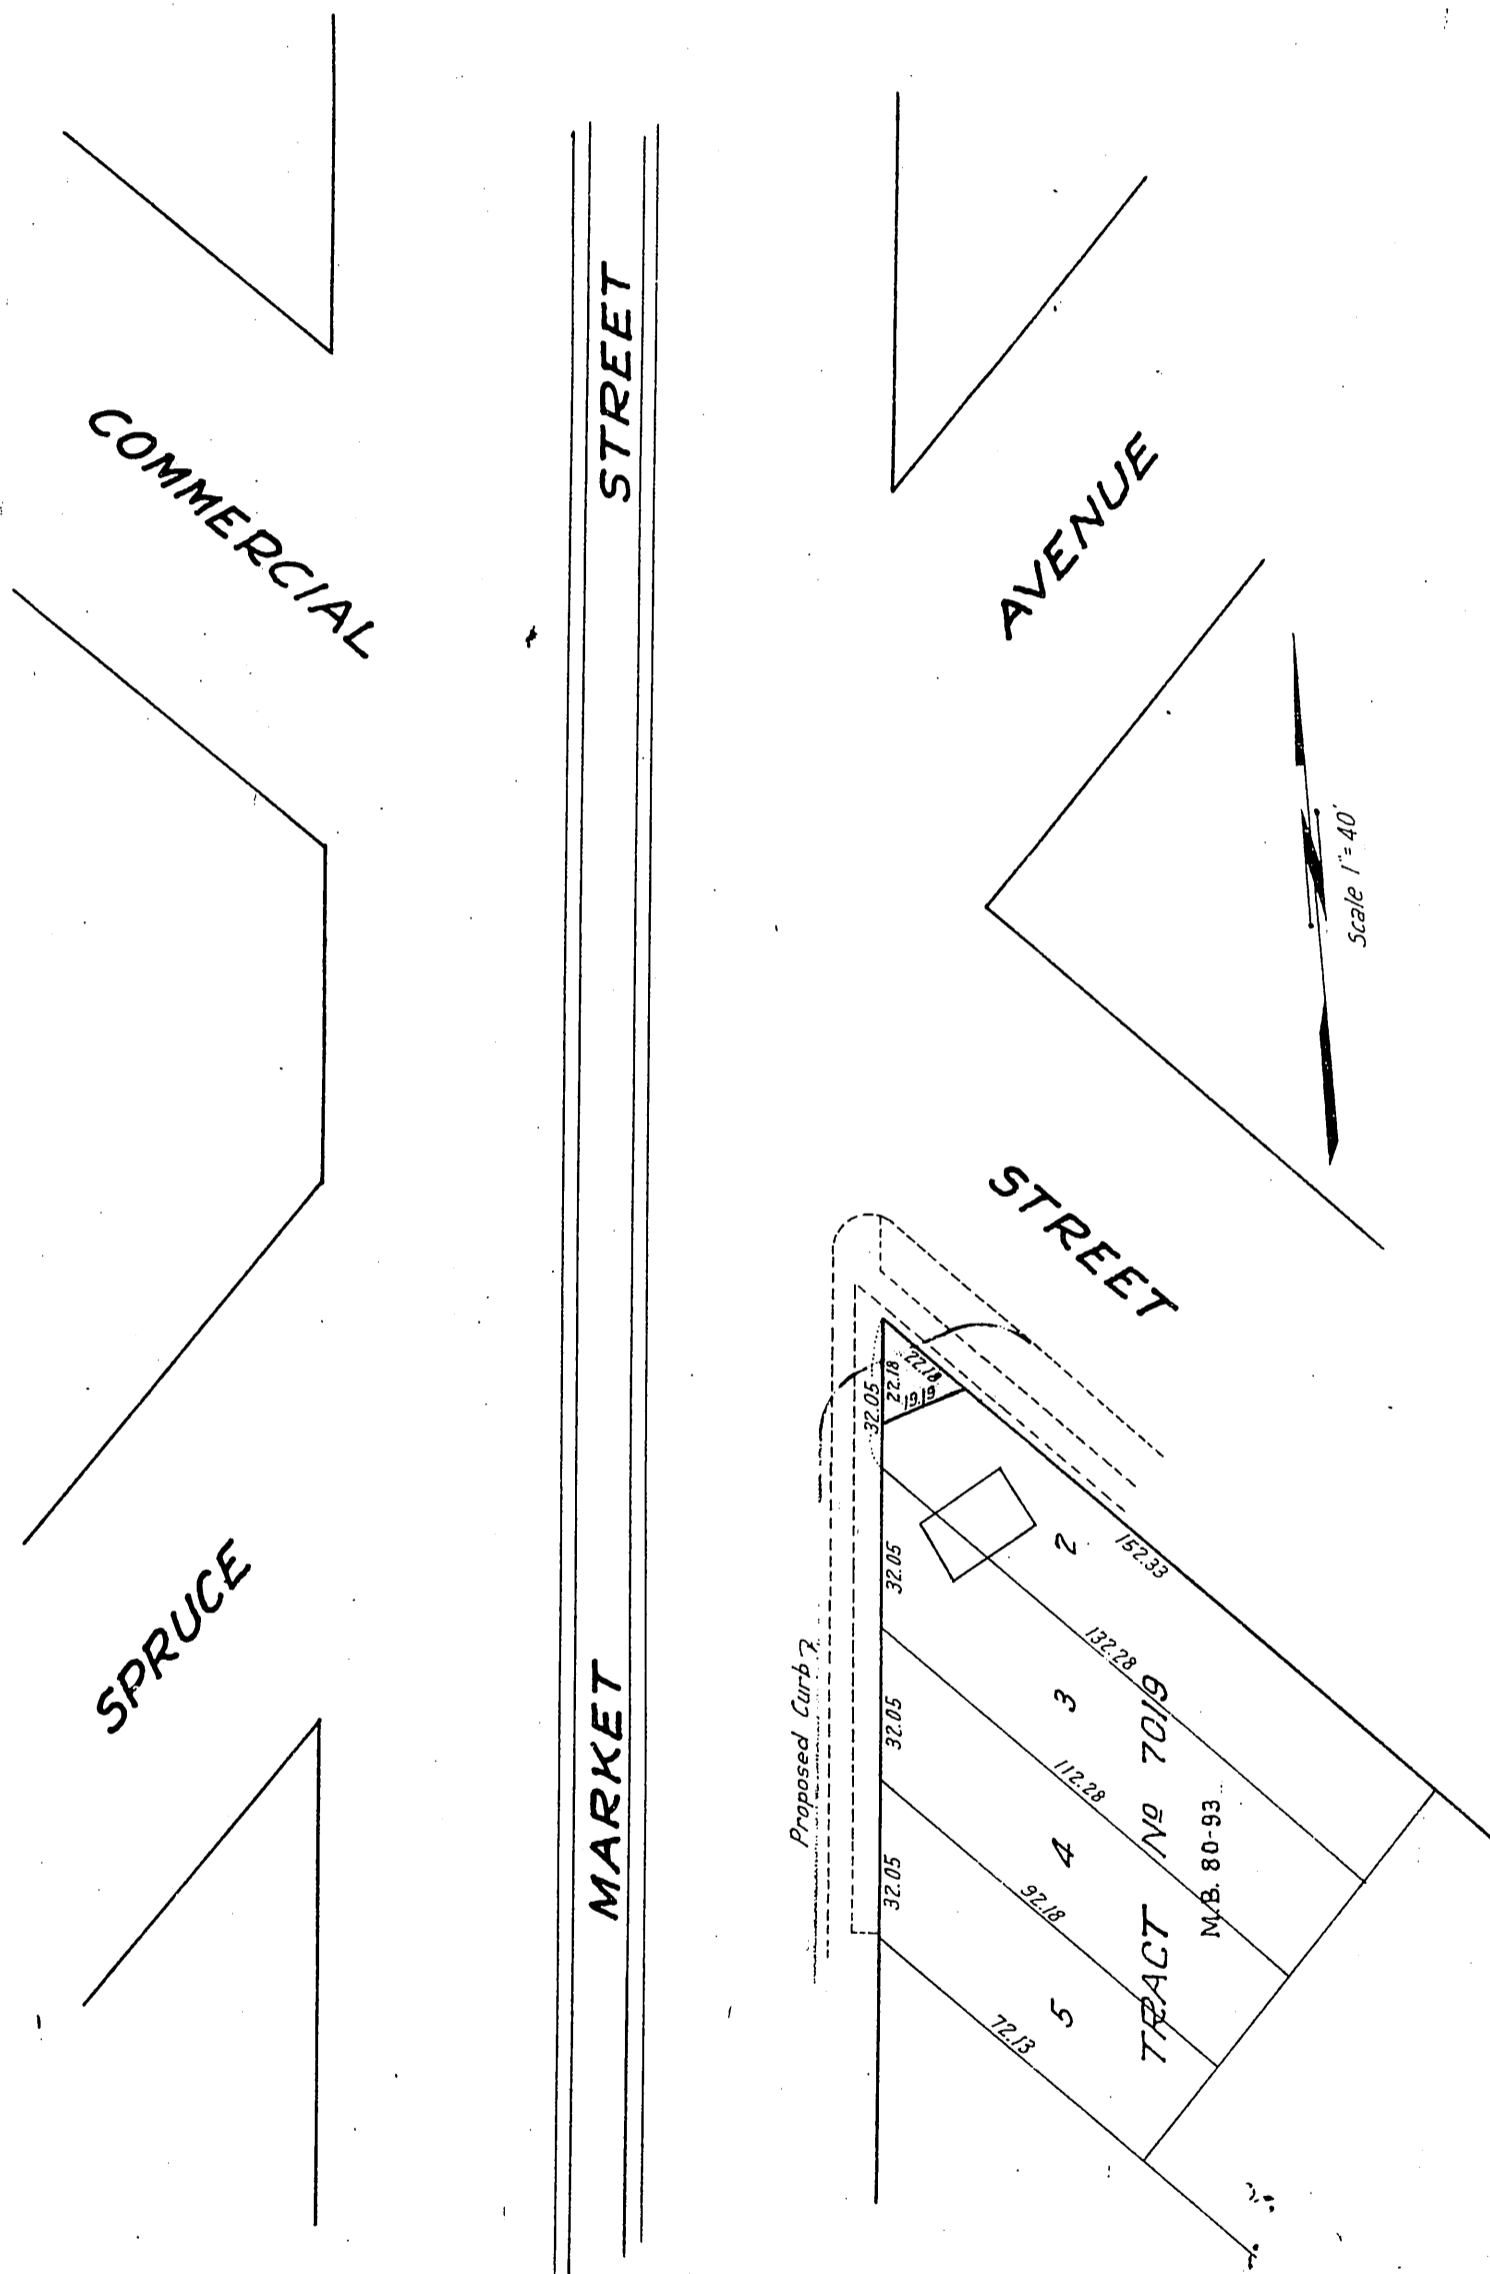 COMMERCIAL
AVENUE
MARKET STREET
SPRUCE
STREET
Scale 1"=40'
Proposed Curb
32.05
22.18
22.18
15.15
32.05
32.05
32.05
152.33
132.28
112.28
92.18
72.13
2
3
4
5
TRACT No 7019
M.B. 80-93